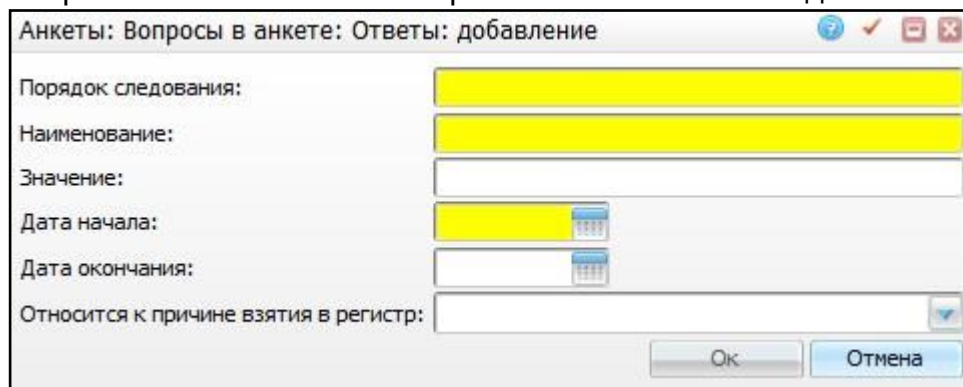 Анкеты: Вопросы в анкете: Ответы: добавление
Порядок следования:
Наименование:
Значение:
Дата начала:
Дата окончания:
Относится к причине взятия в регистр:
Ок Отмена